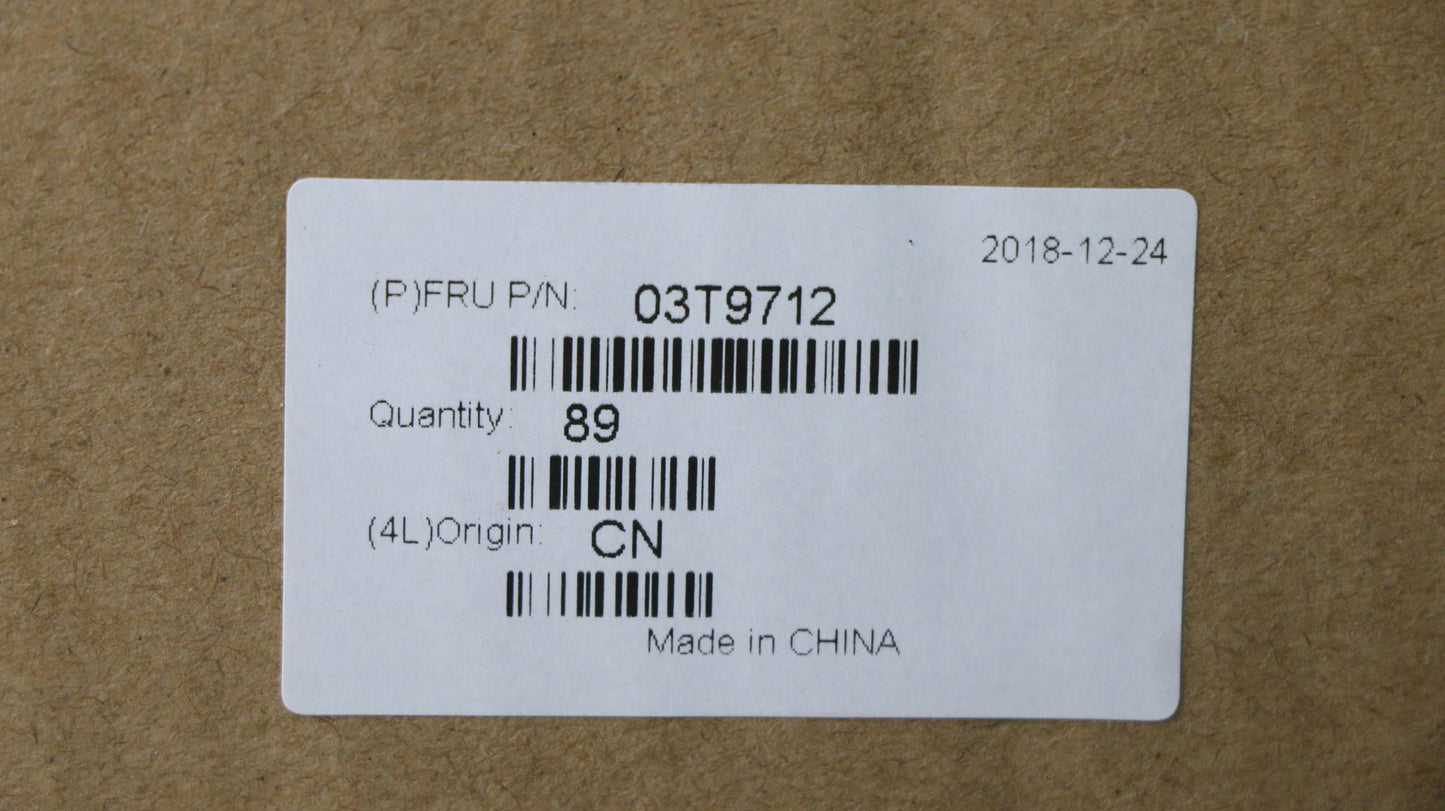 2018-12-24
(P)FRU P/N: 03T9712
Quantity: 89
(4L)Origin: CN
Made in CHINA